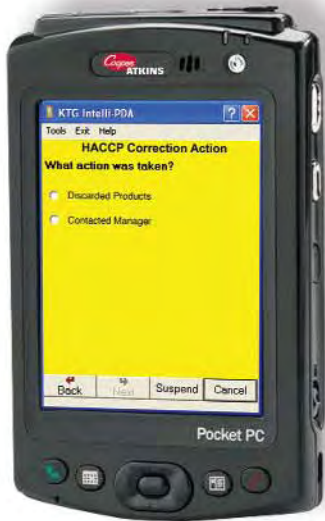 Cooper
ATKINS
KTG Intelli-PDA
Tools Exit Help
HACCP Correction Action
What action was taken?
Discarded Products
Contacted Manager
Back Next Suspend Cancel
Pocket PC